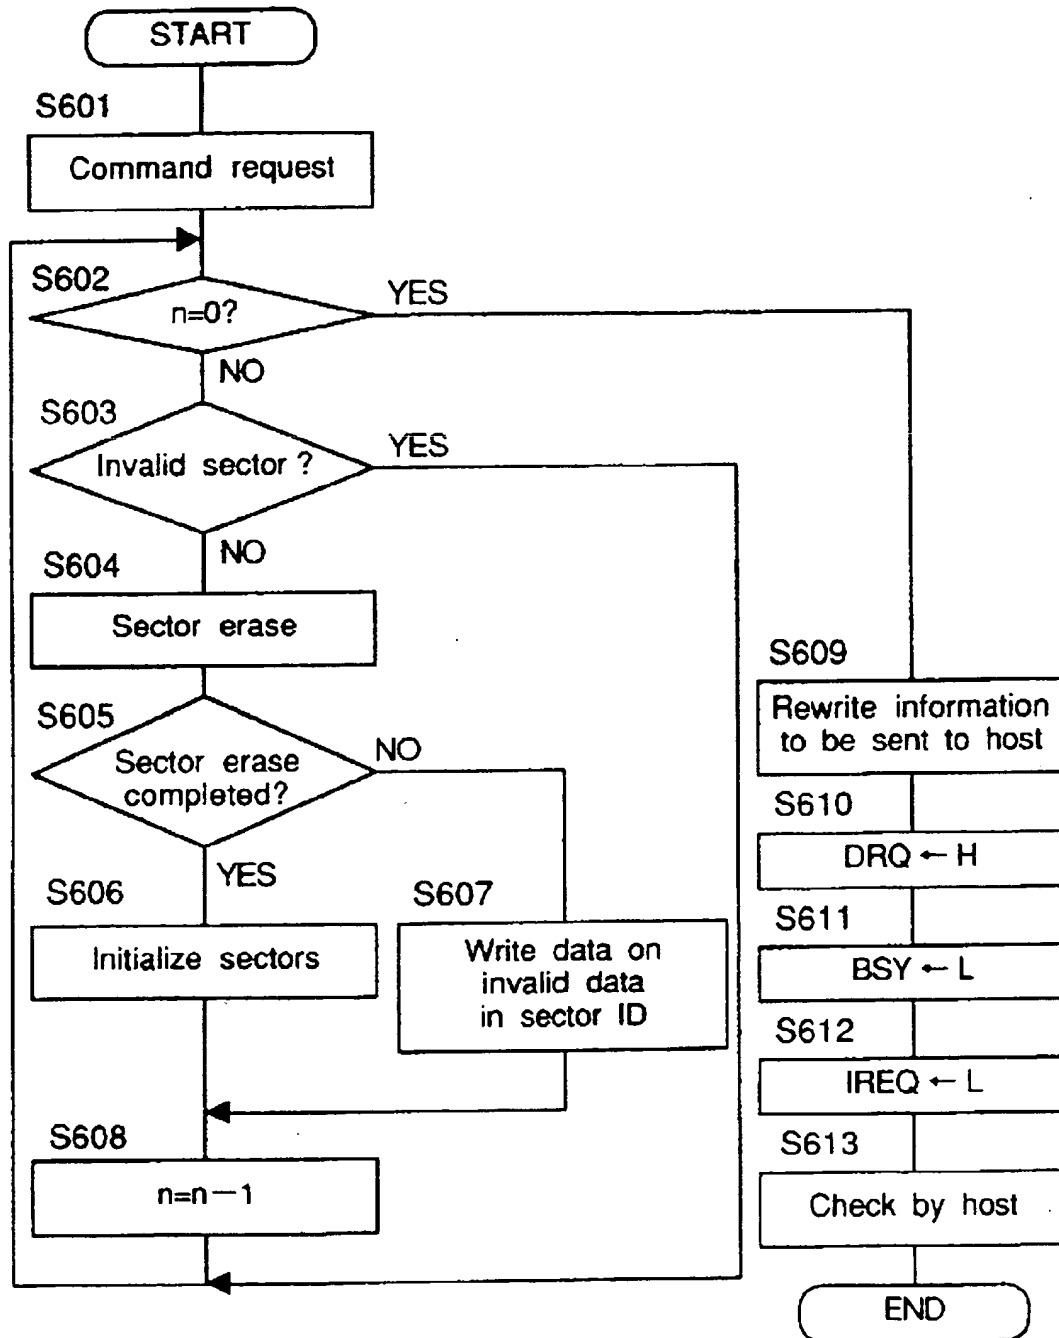 START
S601
Command request
S602
n=0?
YES
NO
S603
Invalid sector ?
YES
NO
S604
Sector erase
S605
Sector erase
completed?
NO
YES
S606
Initialize sectors
S607
Write data on
invalid data
in sector ID
S608
n=n−1
S609
Rewrite information
to be sent to host
S610
DRQ ← H
S611
BSY ← L
S612
IREQ ← L
S613
Check by host
END